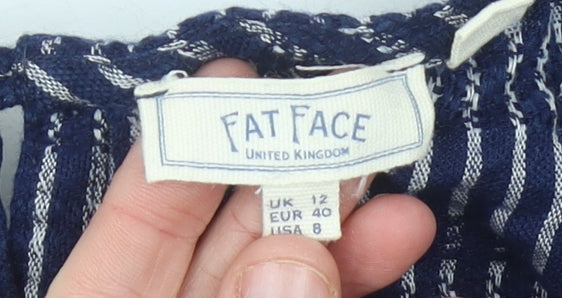 FAT FACE
UNITED KINGDOM
UK 12
EUR 40
USA 8